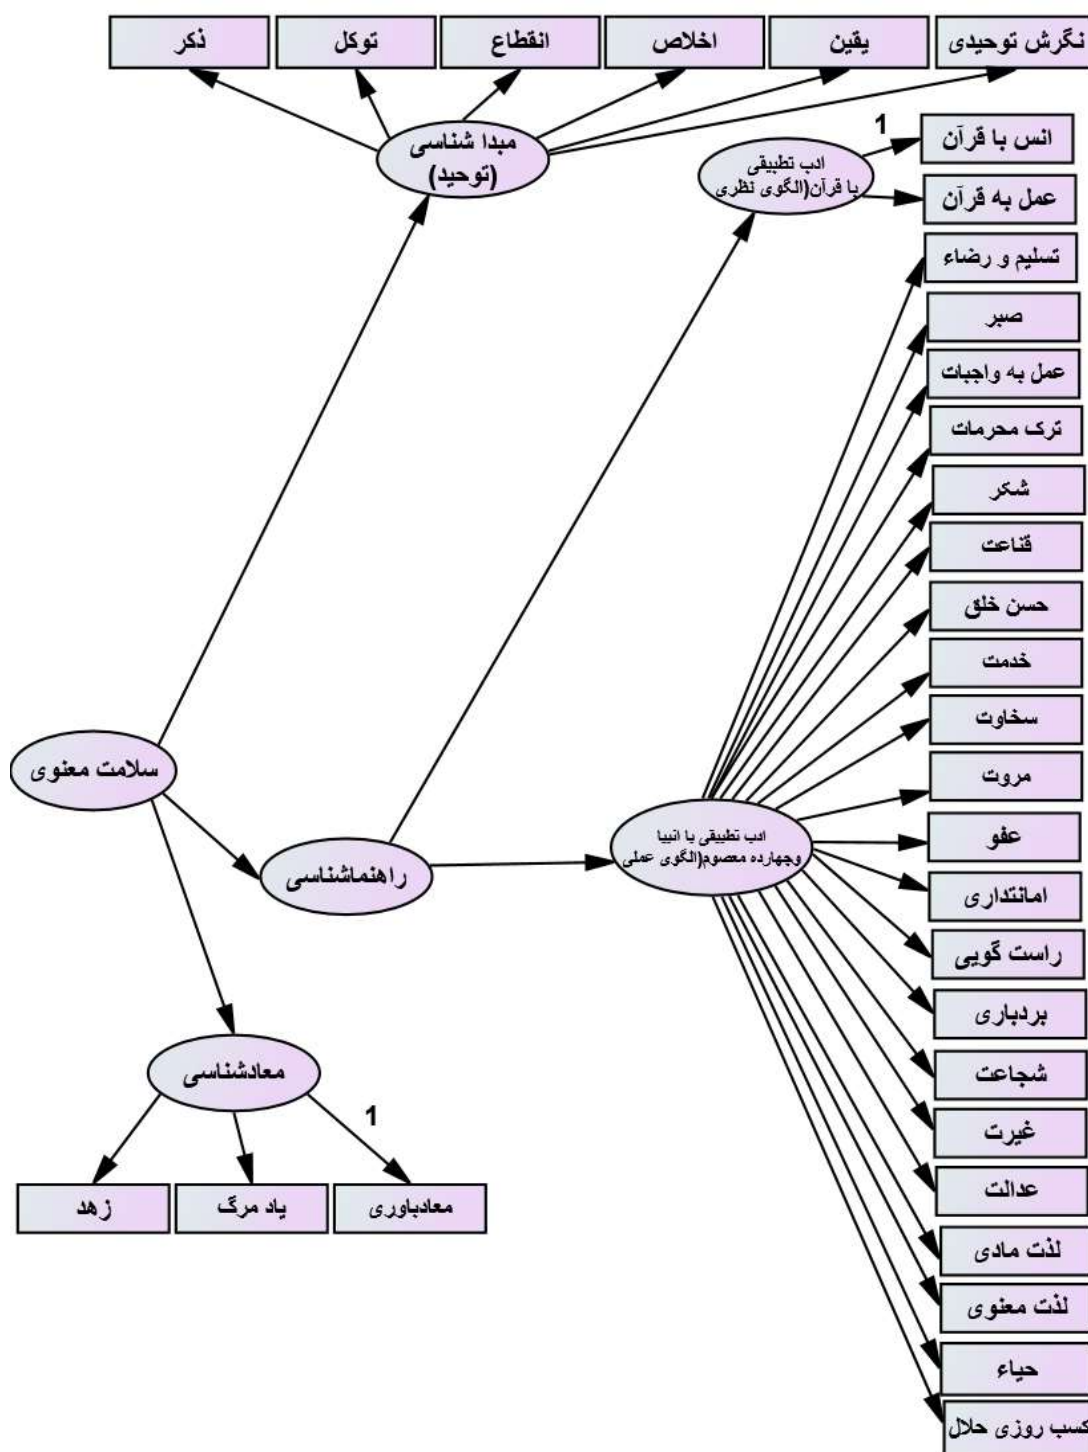 نگرش توحیدی
یقین
اخلاص
انقطاع
توکل
ذکر
مبدا شناسی
(توحید)
ادب تطبیقی
با قرآن(الگوی نظری
1
انس با قرآن
عمل به قرآن
تسلیم و رضاء
صبر
عمل به واجبات
ترک محرمات
شکر
قناعت
حسن خلق
خدمت
سخاوت
مروت
عفو
امانتداری
راست گویی
بردباری
شجاعت
غیرت
عدالت
لذت مادی
لذت معنوی
حیاء
کسب روزی حلال
ادب تطبیقی با انبیا
وچهارده معصوم(الگوی عملی
راهنماشناسی
سلامت معنوی
معادشناسی
1
معادباوری
یاد مرگ
زهد